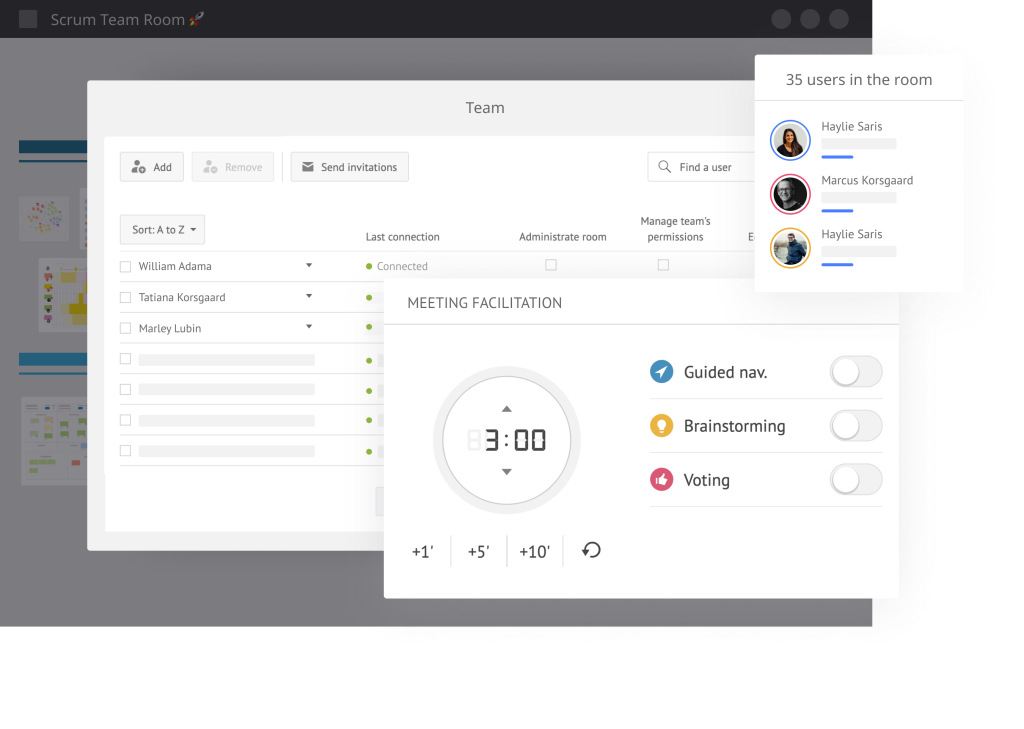 Scrum Team Room 🚀
35 users in the room
Haylie Saris
Marcus Korsgaard
Haylie Saris
Team
Add
Remove
Send invitations
Find a user
Sort: A to Z
Last connection
Administrate room
Manage team's
permissions
William Adama
Connected
Tatiana Korsgaard
Marley Lubin
MEETING FACILITATION
3:00
+1'
+5'
+10'
Guided nav.
Brainstorming
Voting